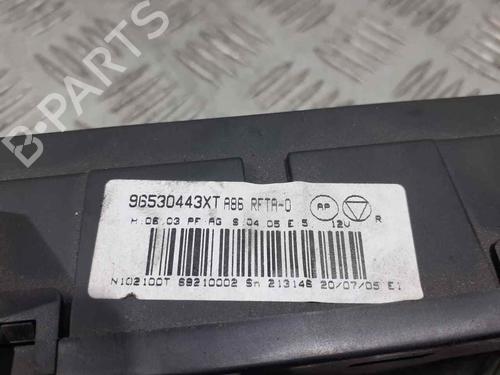 96530443XT A86 RFTA-0 AP R
H.06.03 PF AG S.04.05 E 5 12V
N102100T 69210002 Sn 213146 20/07/05 E1
B-PARTS